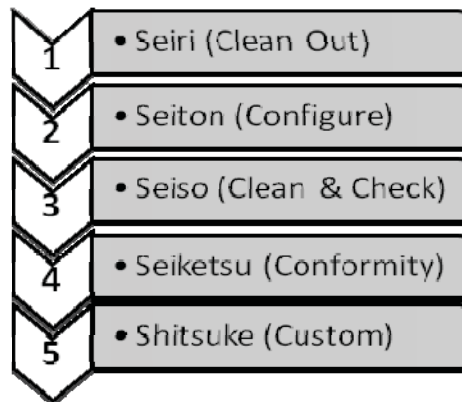 1 • Seiri (Clean Out)
2 • Seiton (Configure)
3 • Seiso (Clean & Check)
4 • Seiketsu (Conformity)
5 • Shitsuke (Custom)